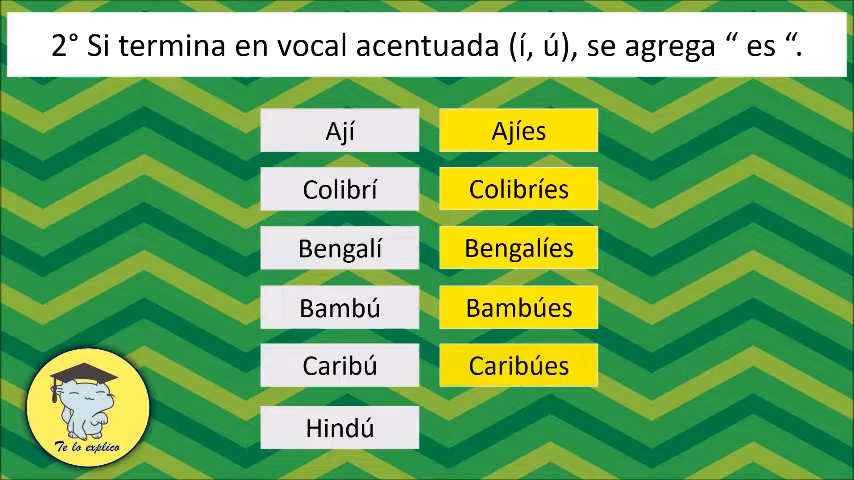 2° Si termina en vocal acentuada (í, ú), se agrega “ es “.
Ají Ajíes
Colibrí Colibríes
Bengalí Bengalíes
Bambú Bambúes
Caribú Caribúes
Hindú
Te lo explico